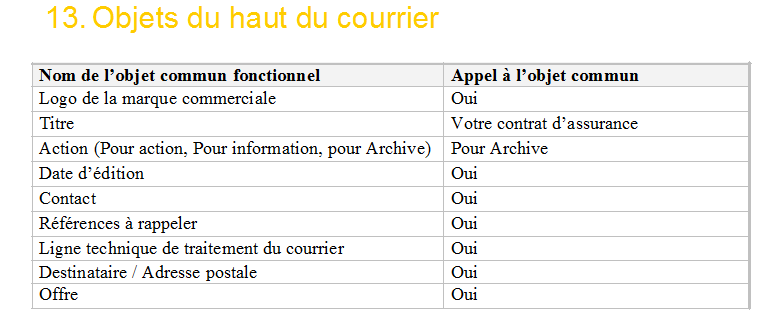 13. Objets du haut du courrier
Nom de l’objet commun fonctionnel Appel à l’objet commun
Logo de la marque commerciale Oui
Titre Votre contrat d’assurance
Action (Pour action, Pour information, pour Archive) Pour Archive
Date d’édition Oui
Contact Oui
Références à rappeler Oui
Ligne technique de traitement du courrier Oui
Destinataire / Adresse postale Oui
Offre Oui